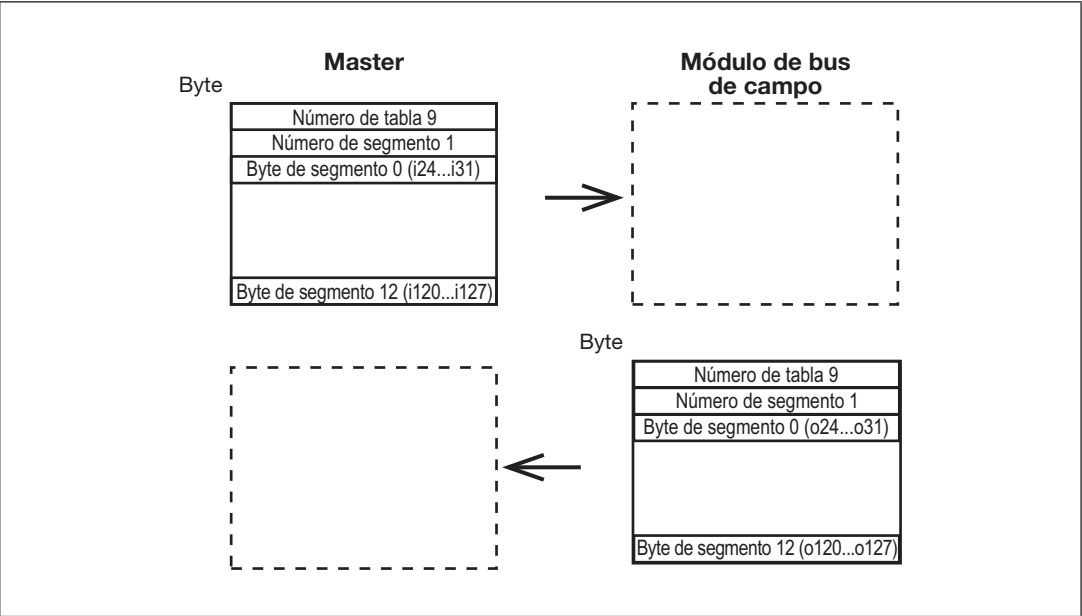 Master
Módulo de bus
de campo
Byte
Número de tabla 9
Número de segmento 1
Byte de segmento 0 (i24...i31)
Byte de segmento 12 (i120...i127)
Byte
Número de tabla 9
Número de segmento 1
Byte de segmento 0 (o24...o31)
Byte de segmento 12 (o120...o127)